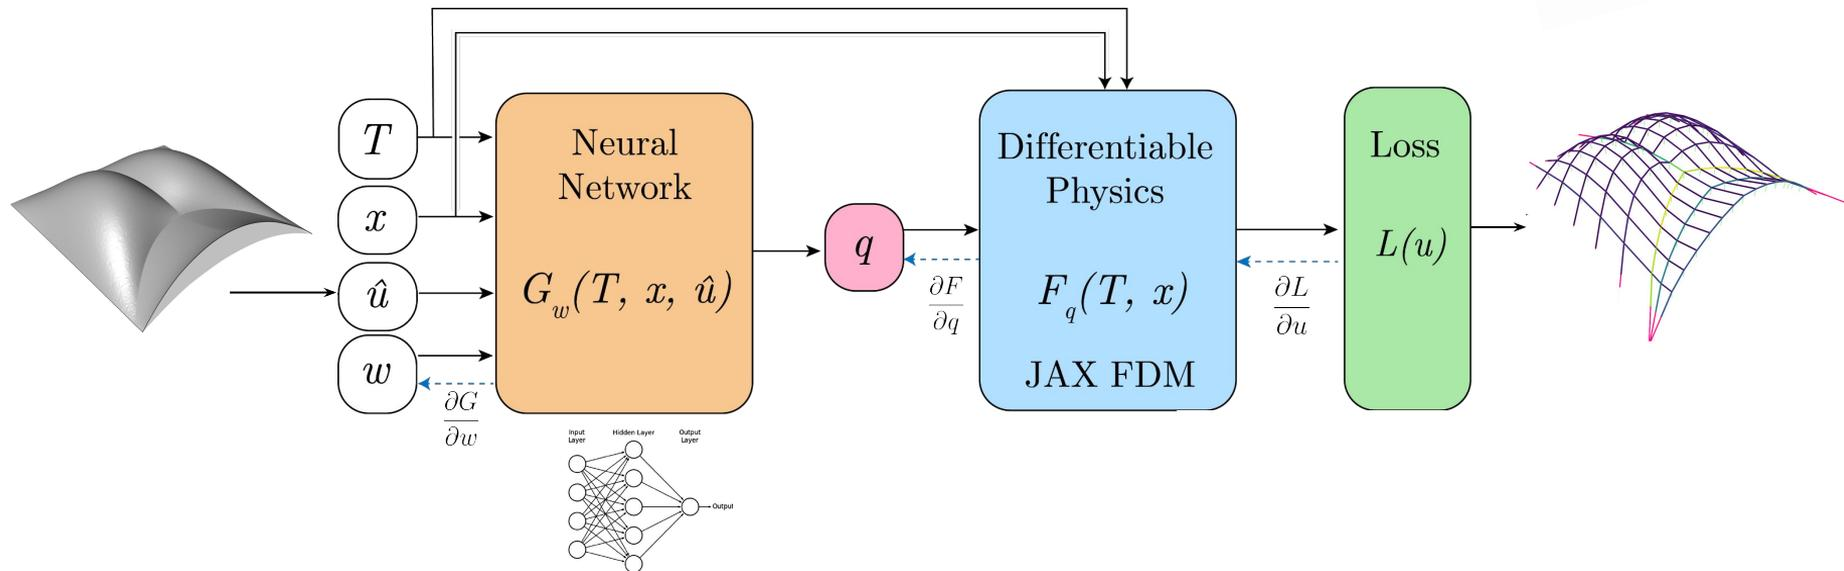 T
x
û
w
∂G
∂w
Neural
Network
G_w(T, x, û)
Input
Layer
Hidden Layer
Output
Layer
Output
q
∂F
∂q
Differentiable
Physics
F_q(T, x)
JAX FDM
∂L
∂u
Loss
L(u)